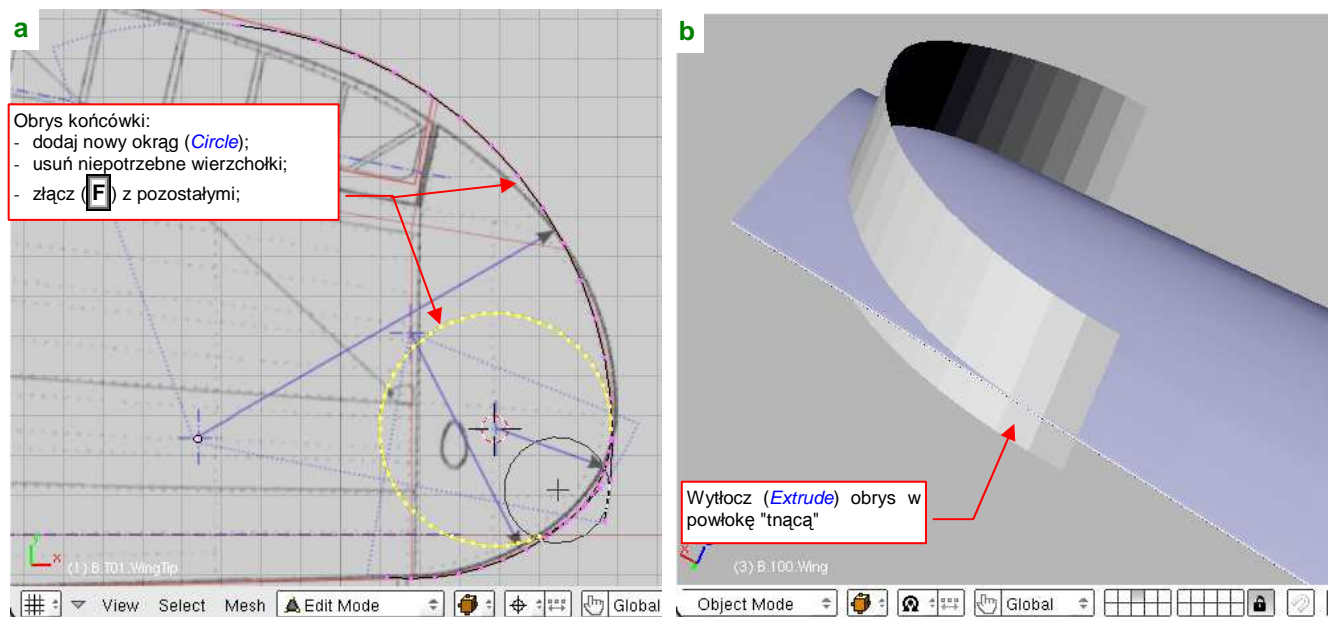 a
Obrys końcówki:
- dodaj nowy okrąg (Circle);
- usuń niepotrzebne wierzchołki;
- złącz (F) z pozostałymi;
y
x
(1) B.T01.WingTip
View Select Mesh Edit Mode Global
b
Wytłocz (Extrude) obrys w
powłokę "tnącą"
x
(3) B.100.Wing
Object Mode Global